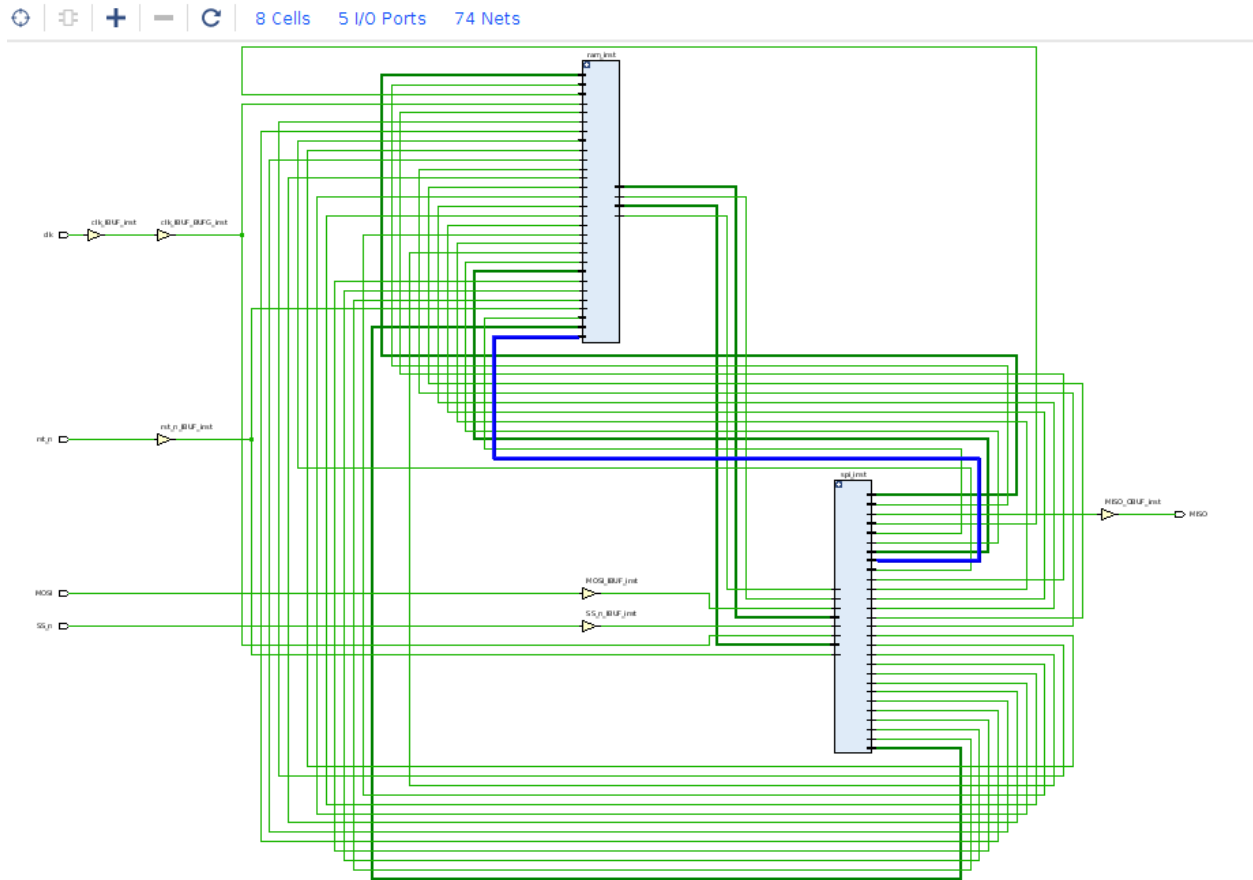 8 Cells 5 I/O Ports 74 Nets
ram_inst
clk_IBUF_inst
clk_IBUF_BUFG_inst
clk
rst_n_IBUF_inst
rst_n
spi_inst
MISO_OBUF_inst
MISO
MOSI_IBUF_inst
MOSI
SS_n_IBUF_inst
SS_n